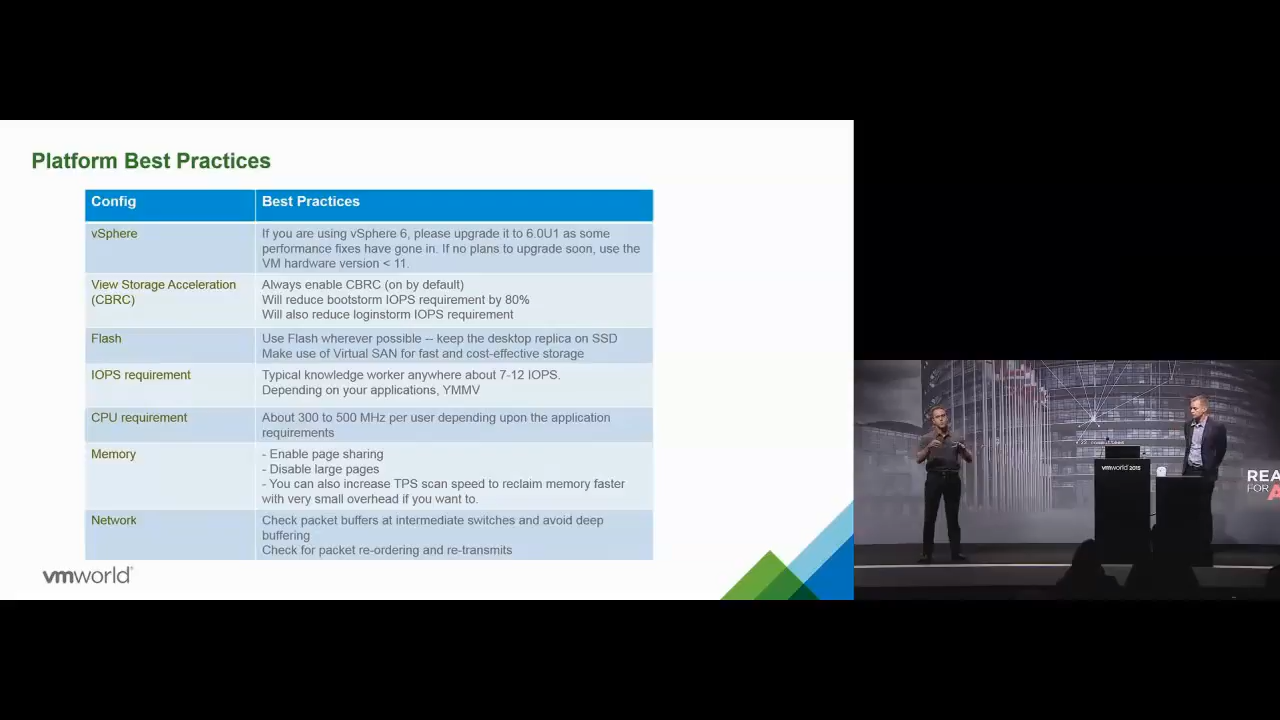 Platform Best Practices
Config
Best Practices
vSphere
If you are using vSphere 6, please upgrade it to 6.0U1 as some
performance fixes have gone in. If no plans to upgrade soon, use the
VM hardware version < 11.
View Storage Acceleration
(CBRC)
Always enable CBRC (on by default)
Will reduce bootstorm IOPS requirement by 80%
Will also reduce loginstorm IOPS requirement
Flash
Use Flash wherever possible -- keep the desktop replica on SSD
Make use of Virtual SAN for fast and cost-effective storage
IOPS requirement
Typical knowledge worker anywhere about 7-12 IOPS.
Depending on your applications, YMMV
CPU requirement
About 300 to 500 MHz per user depending upon the application
requirements
Memory
- Enable page sharing
- Disable large pages
- You can also increase TPS scan speed to reclaim memory faster
with very small overhead if you want to.
Network
Check packet buffers at intermediate switches and avoid deep
buffering
Check for packet re-ordering and re-transmits
vmworld®
vmworld 2015
REA
FOR A